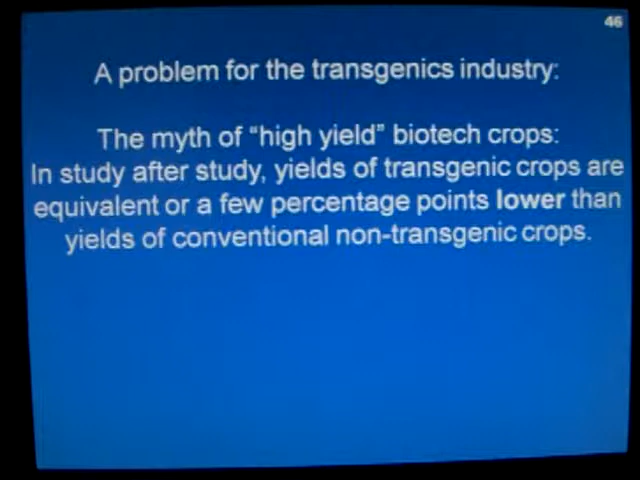 46
A problem for the transgenics industry:
The myth of “high yield” biotech crops:
In study after study, yields of transgenic crops are
equivalent or a few percentage points lower than
yields of conventional non-transgenic crops.